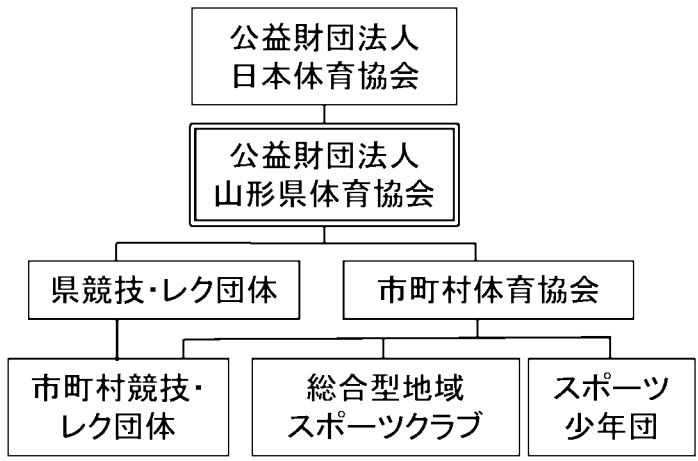 公益財団法人
日本体育協会
公益財団法人
山形県体育協会
県競技・レク団体
市町村体育協会
市町村競技・
レク団体
総合型地域
スポーツクラブ
スポーツ
少年団